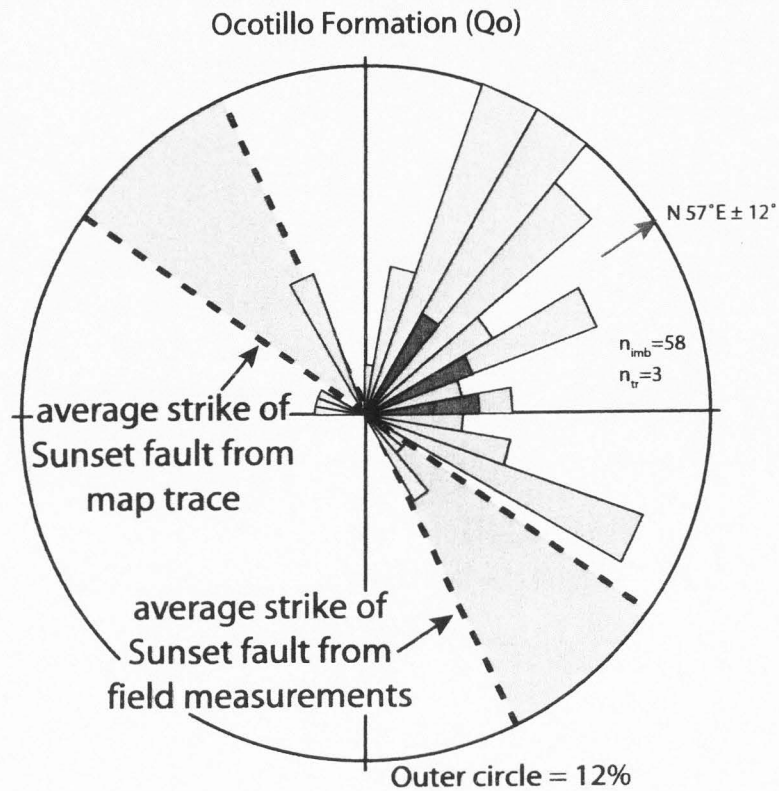 Ocotillo Formation (Qo)
N 57°E ± 12°
n_imb=58
n_tr=3
average strike of
Sunset fault from
map trace
average strike of
Sunset fault from
field measurements
Outer circle = 12%